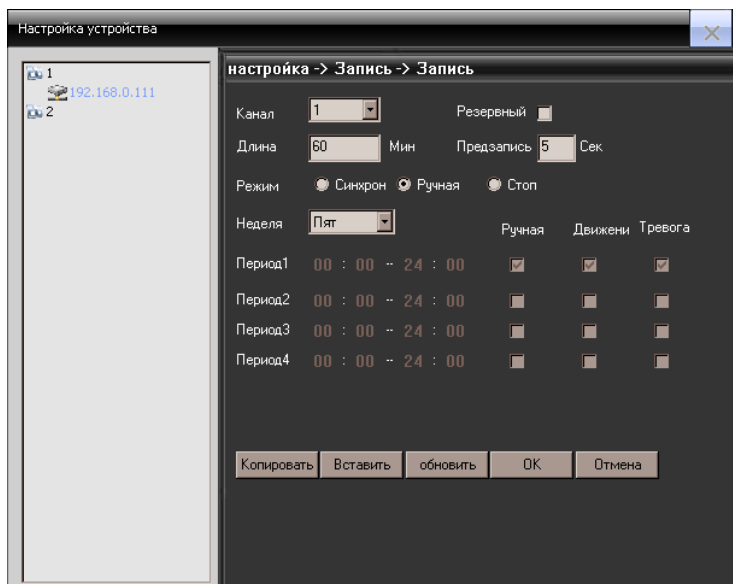 Настройка устройства
1
192.168.0.111
2
настройка -> Запись -> Запись
Канал 1 Резервный
Длина 60 Мин Предзапись 5 Сек
Режим Синхрон Ручная Стоп
Неделя Пят Ручная Движени Тревога
Период1 00 : 00 - 24 : 00
Период2 00 : 00 - 24 : 00
Период3 00 : 00 - 24 : 00
Период4 00 : 00 - 24 : 00
Копировать Вставить обновить OK Отмена